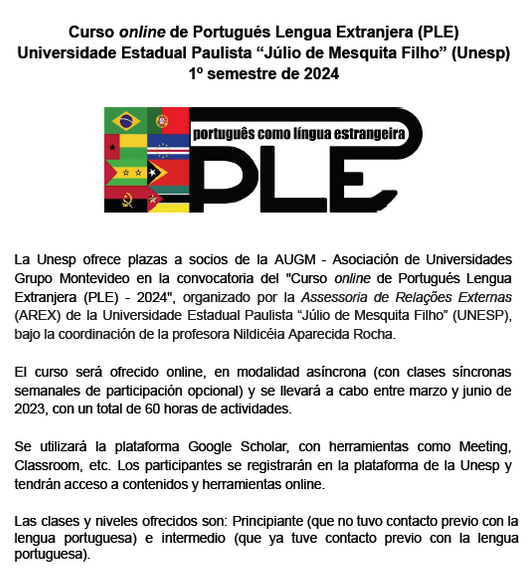 Curso online de Portugués Lengua Extranjera (PLE)
Universidade Estadual Paulista “Júlio de Mesquita Filho” (Unesp)
1º semestre de 2024
português como língua estrangeira
PLE
La Unesp ofrece plazas a socios de la AUGM - Asociación de Universidades
Grupo Montevideo en la convocatoria del "Curso online de Portugués Lengua
Extranjera (PLE) - 2024", organizado por la Assessoria de Relações Externas
(AREX) de la Universidade Estadual Paulista “Júlio de Mesquita Filho” (UNESP),
bajo la coordinación de la profesora Nildicéia Aparecida Rocha.
El curso será ofrecido online, en modalidad asíncrona (con clases síncronas
semanales de participación opcional) y se llevará a cabo entre marzo y junio de
2023, con un total de 60 horas de actividades.
Se utilizará la plataforma Google Scholar, con herramientas como Meeting,
Classroom, etc. Los participantes se registrarán en la plataforma de la Unesp y
tendrán acceso a contenidos y herramientas online.
Las clases y niveles ofrecidos son: Principiante (que no tuvo contacto previo con la
lengua portuguesa) e intermedio (que ya tuve contacto previo con la lengua
portuguesa).